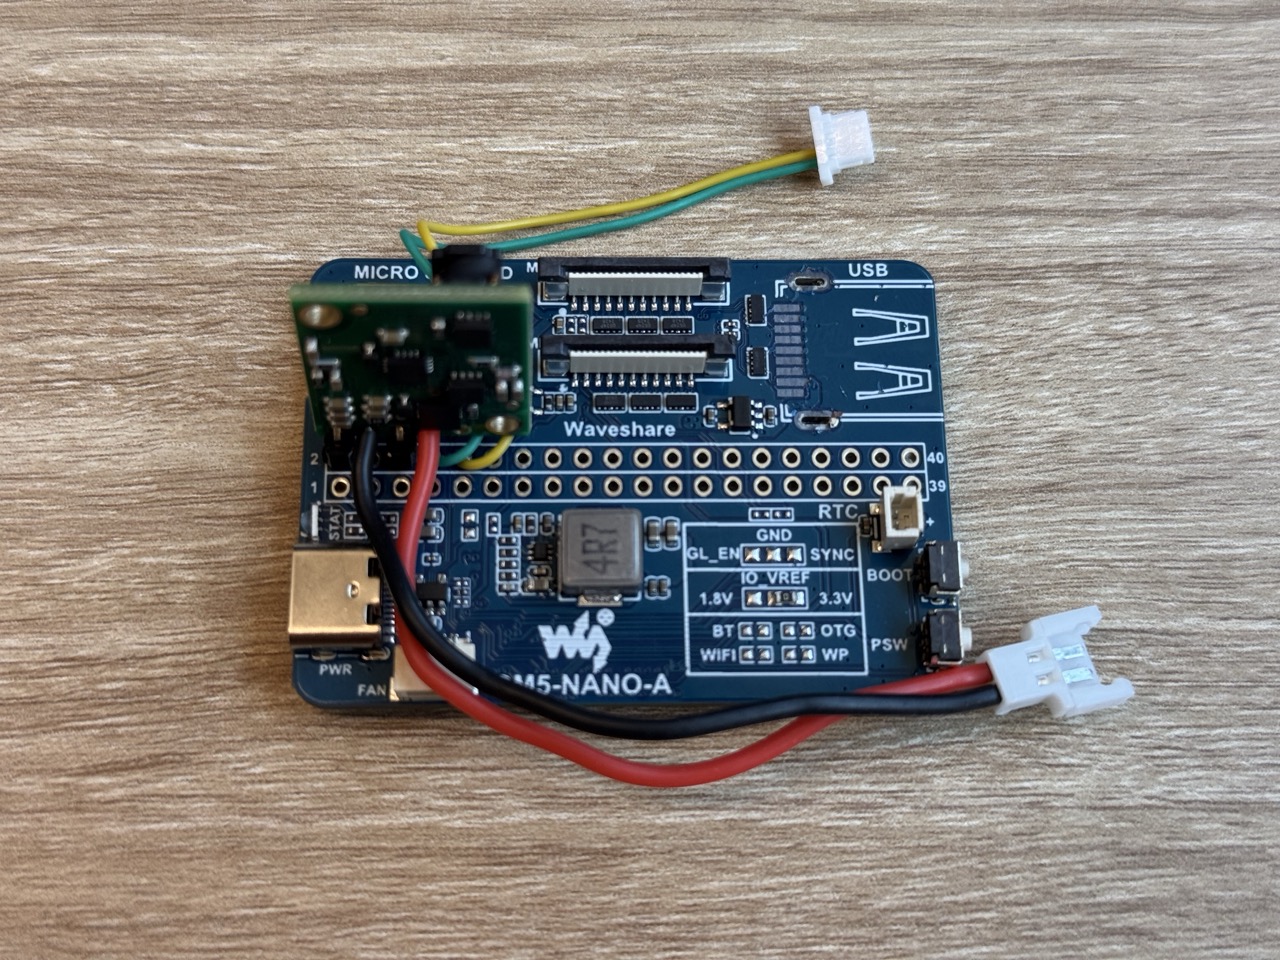 MICRO D M USB
Waveshare
2 40
1 39
STAT
RTC +
4R7
GND
GL_EN SYNC
BOOT
IO_VREF
1.8V 3.3V
BT OTG
PSW
WIFI WP
PWR
FAN
M5-NANO-A